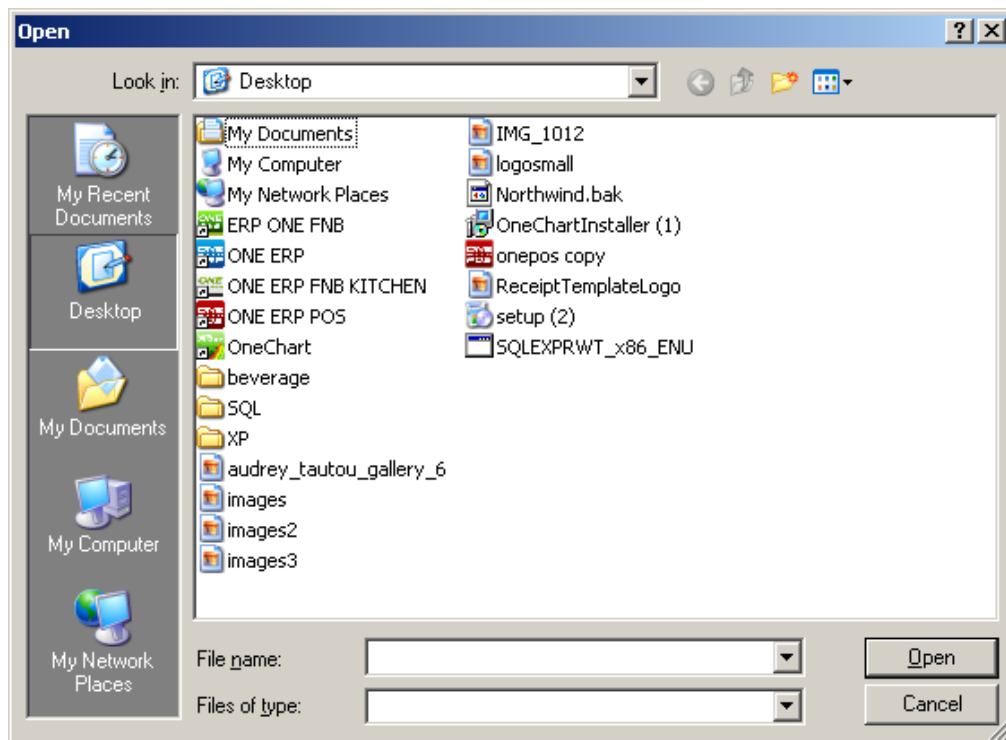 Open
Look in: Desktop
My Recent
Documents
Desktop
My Documents
My Computer
My Network
Places
My Documents
My Computer
My Network Places
ERP ONE FNB
ONE ERP
ONE ERP FNB KITCHEN
ONE ERP POS
OneChart
beverage
SQL
XP
audrey_tautou_gallery_6
images
images2
images3
IMG_1012
logosmall
Northwind.bak
OneChartInstaller (1)
onepos copy
ReceiptTemplateLogo
setup (2)
SQLEXPRWT_x86_ENU
File name:
Open
Files of type:
Cancel